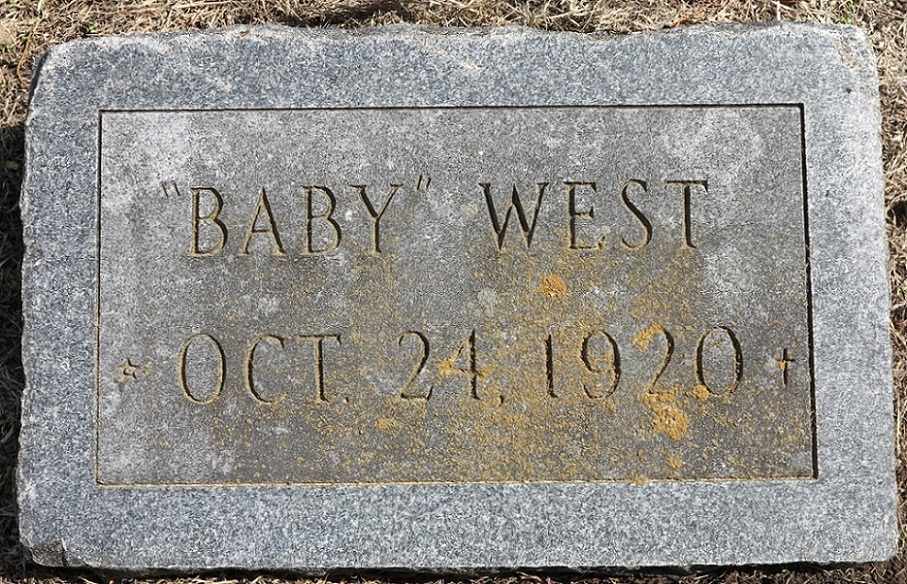 "BABY" WEST
☆ OCT. 24, 1920 ✝